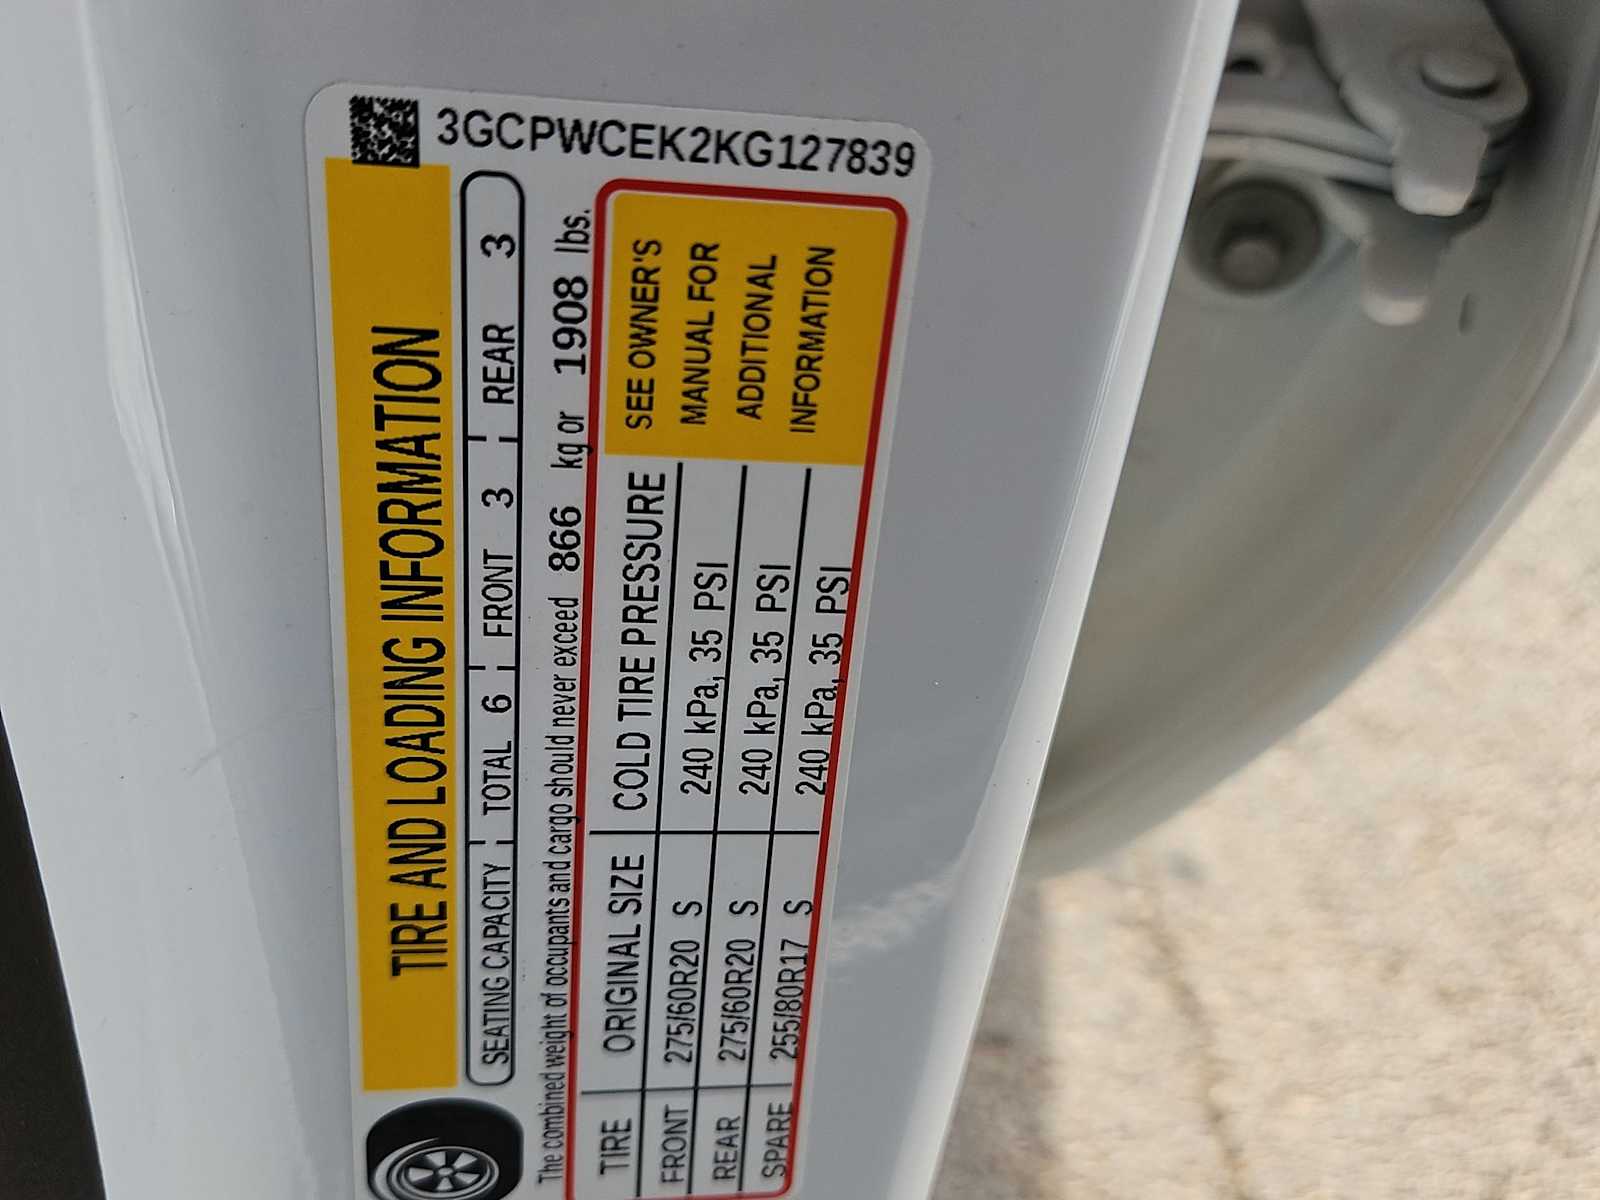 3GCPWCEK2KG127839
TIRE AND LOADING INFORMATION
SEATING CAPACITY TOTAL 6 FRONT 3 REAR 3
The combined weight of occupants and cargo should never exceed 866 kg or 1908 lbs.
TIRE ORIGINAL SIZE COLD TIRE PRESSURE
FRONT 275/60R20 S 240 kPa, 35 PSI
REAR 275/60R20 S 240 kPa, 35 PSI
SPARE 255/80R17 S 240 kPa, 35 PSI
SEE OWNER'S
MANUAL FOR
ADDITIONAL
INFORMATION